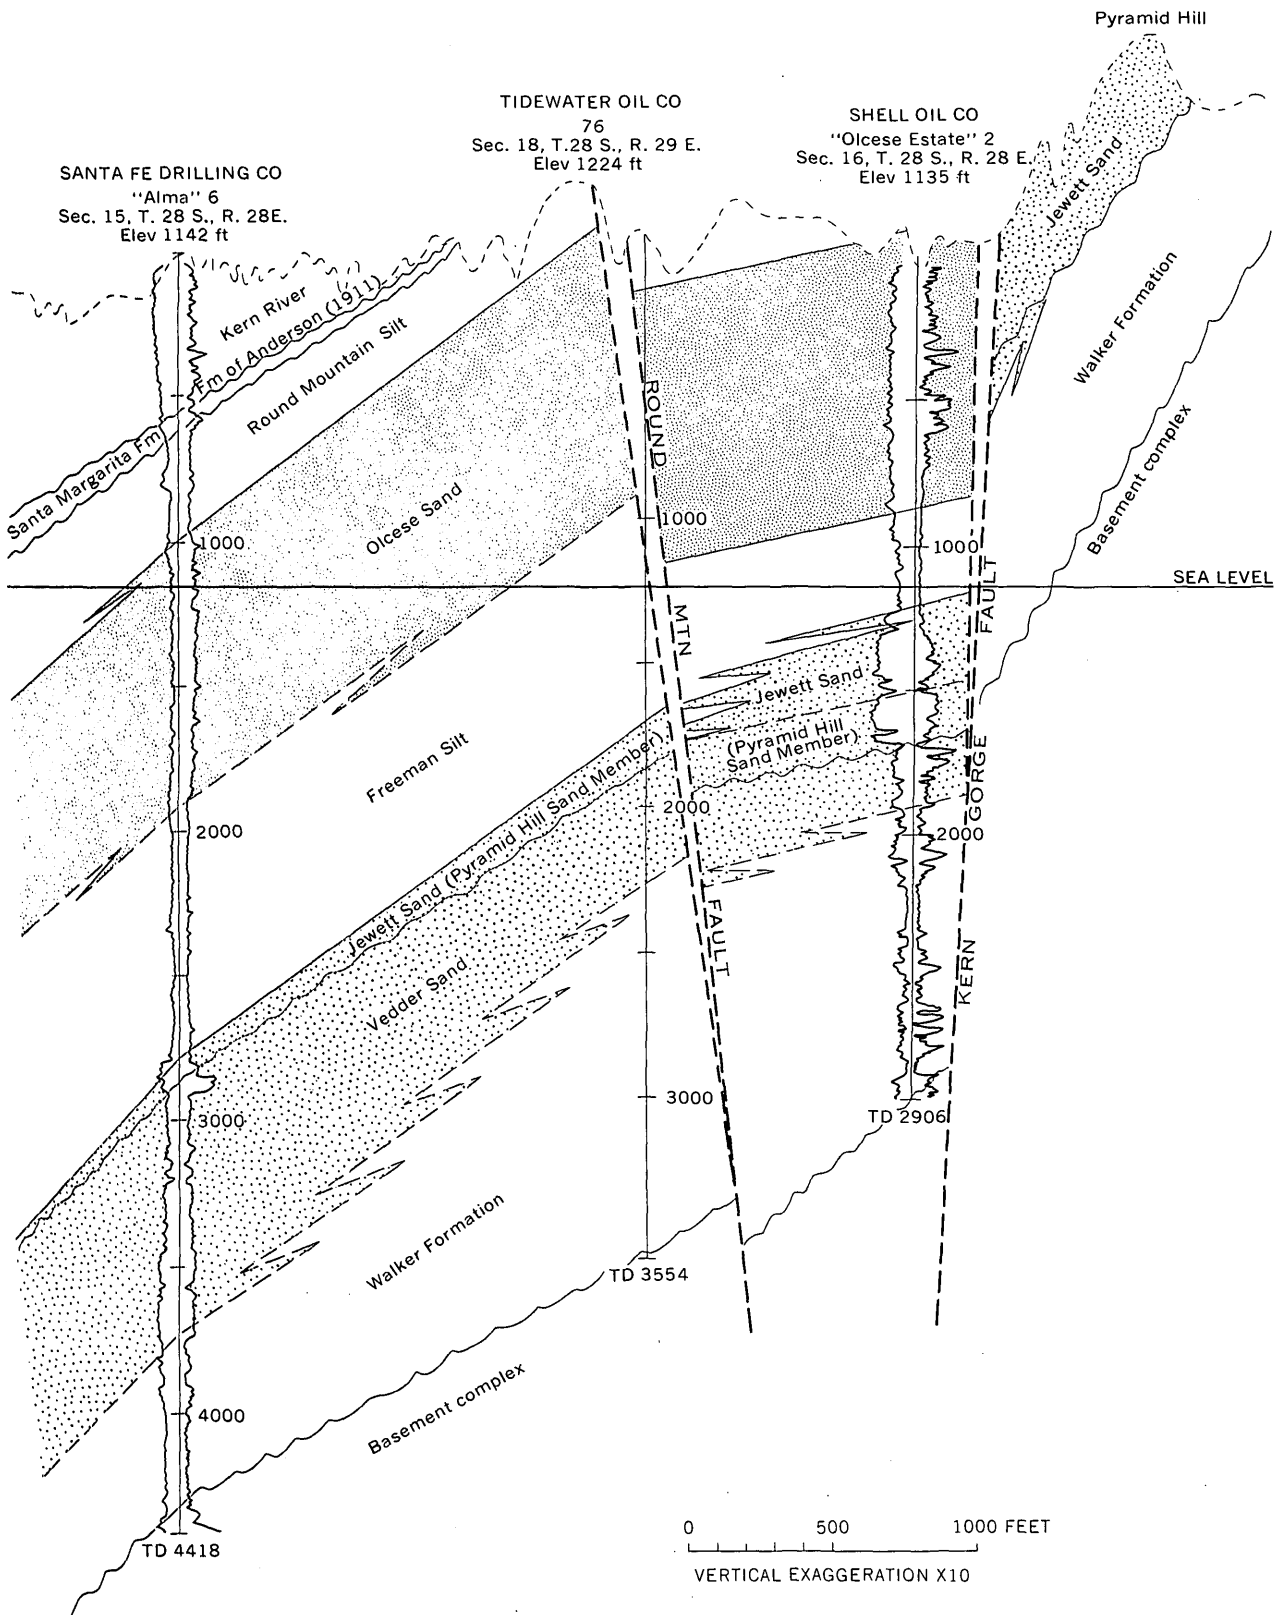 Pyramid Hill
TIDEWATER OIL CO
76
Sec. 18, T.28 S., R. 29 E.
Elev 1224 ft
SHELL OIL CO
"Olcese Estate" 2
Sec. 16, T. 28 S., R. 28 E.
Elev 1135 ft
SANTA FE DRILLING CO
"Alma" 6
Sec. 15, T. 28 S., R. 28E.
Elev 1142 ft
Jewett Sand
Kern River
Fm of Anderson (1911)
Round Mountain Silt
Santa Margarita Fm
Walker Formation
Olcese Sand
Basement complex
ROUND
MTN
FAULT
1000
1000
1000
SEA LEVEL
KERN
GORGE
FAULT
Jewett Sand
(Pyramid Hill
Sand Member)
Freeman Silt
Jewett Sand (Pyramid Hill Sand Member)
2000
2000
2000
Vedder Sand
3000
3000
TD 2906
Walker Formation
TD 3554
Basement complex
4000
TD 4418
0 500 1000 FEET
VERTICAL EXAGGERATION X10